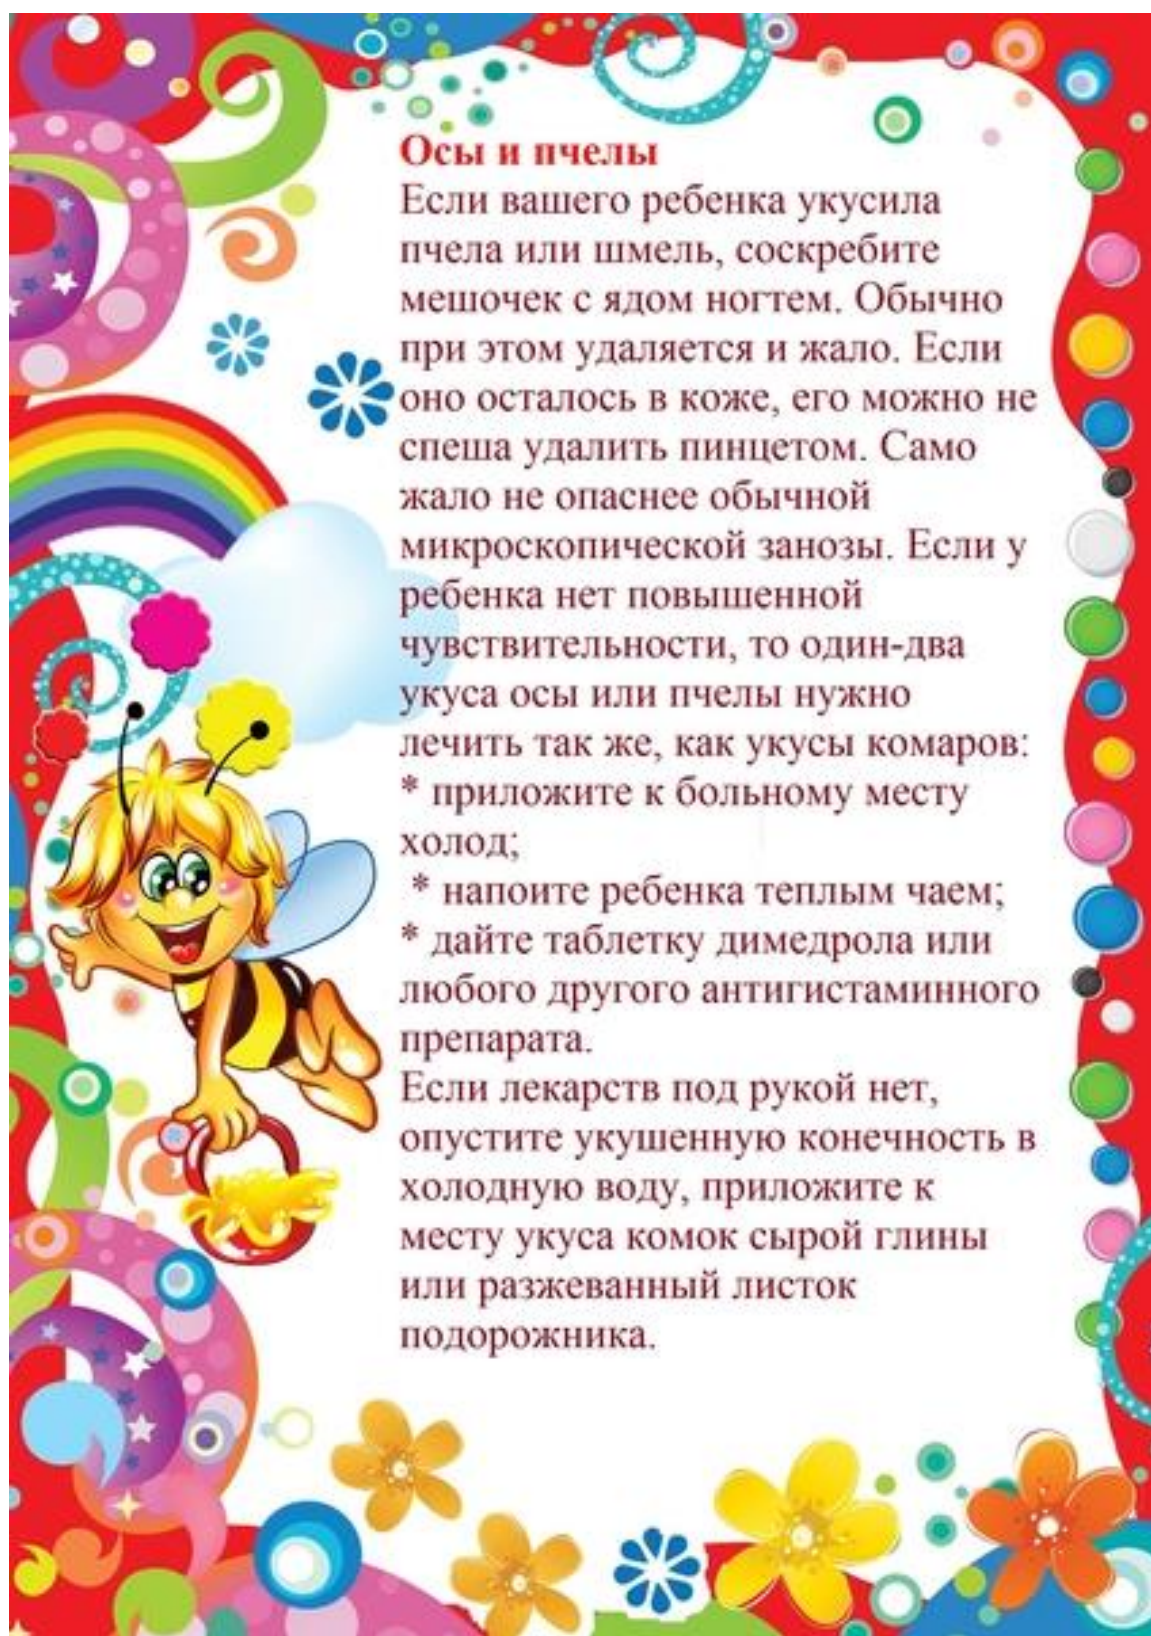 Осы и пчелы
Если вашего ребенка укусила
пчела или шмель, соскребите
мешочек с ядом ногтем. Обычно
при этом удаляется и жало. Если
оно осталось в коже, его можно не
спеша удалить пинцетом. Само
жало не опаснее обычной
микроскопической занозы. Если у
ребенка нет повышенной
чувствительности, то один-два
укуса осы или пчелы нужно
лечить так же, как укусы комаров:
* приложите к больному месту
холод;
* напоите ребенка теплым чаем;
* дайте таблетку димедрола или
любого другого антигистаминного
препарата.
Если лекарств под рукой нет,
опустите укушенную конечность в
холодную воду, приложите к
месту укуса комок сырой глины
или разжеванный листок
подорожника.